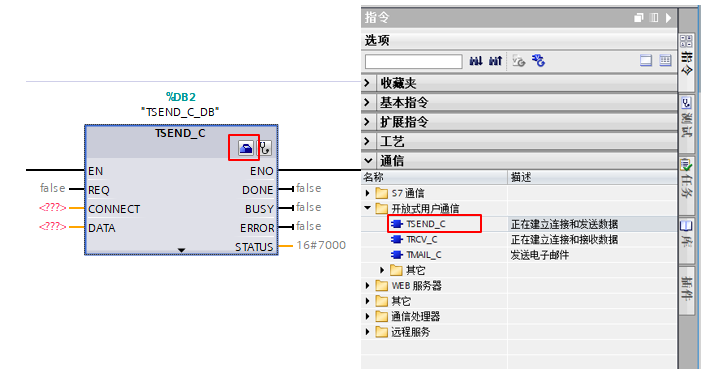 %DB2
"TSEND_C_DB"
TSEND_C
EN
ENO
false
REQ
DONE
false
<???>
CONNECT
BUSY
false
<???>
DATA
ERROR
false
STATUS
16#7000
指令
选项
收藏夹
基本指令
扩展指令
工艺
通信
名称
描述
S7 通信
开放式用户通信
TSEND_C
正在建立连接和发送数据
TRCV_C
正在建立连接和接收数据
TMAIL_C
发送电子邮件
其它
WEB 服务器
其它
通信处理器
远程服务
指令
测试
任务
库
插件